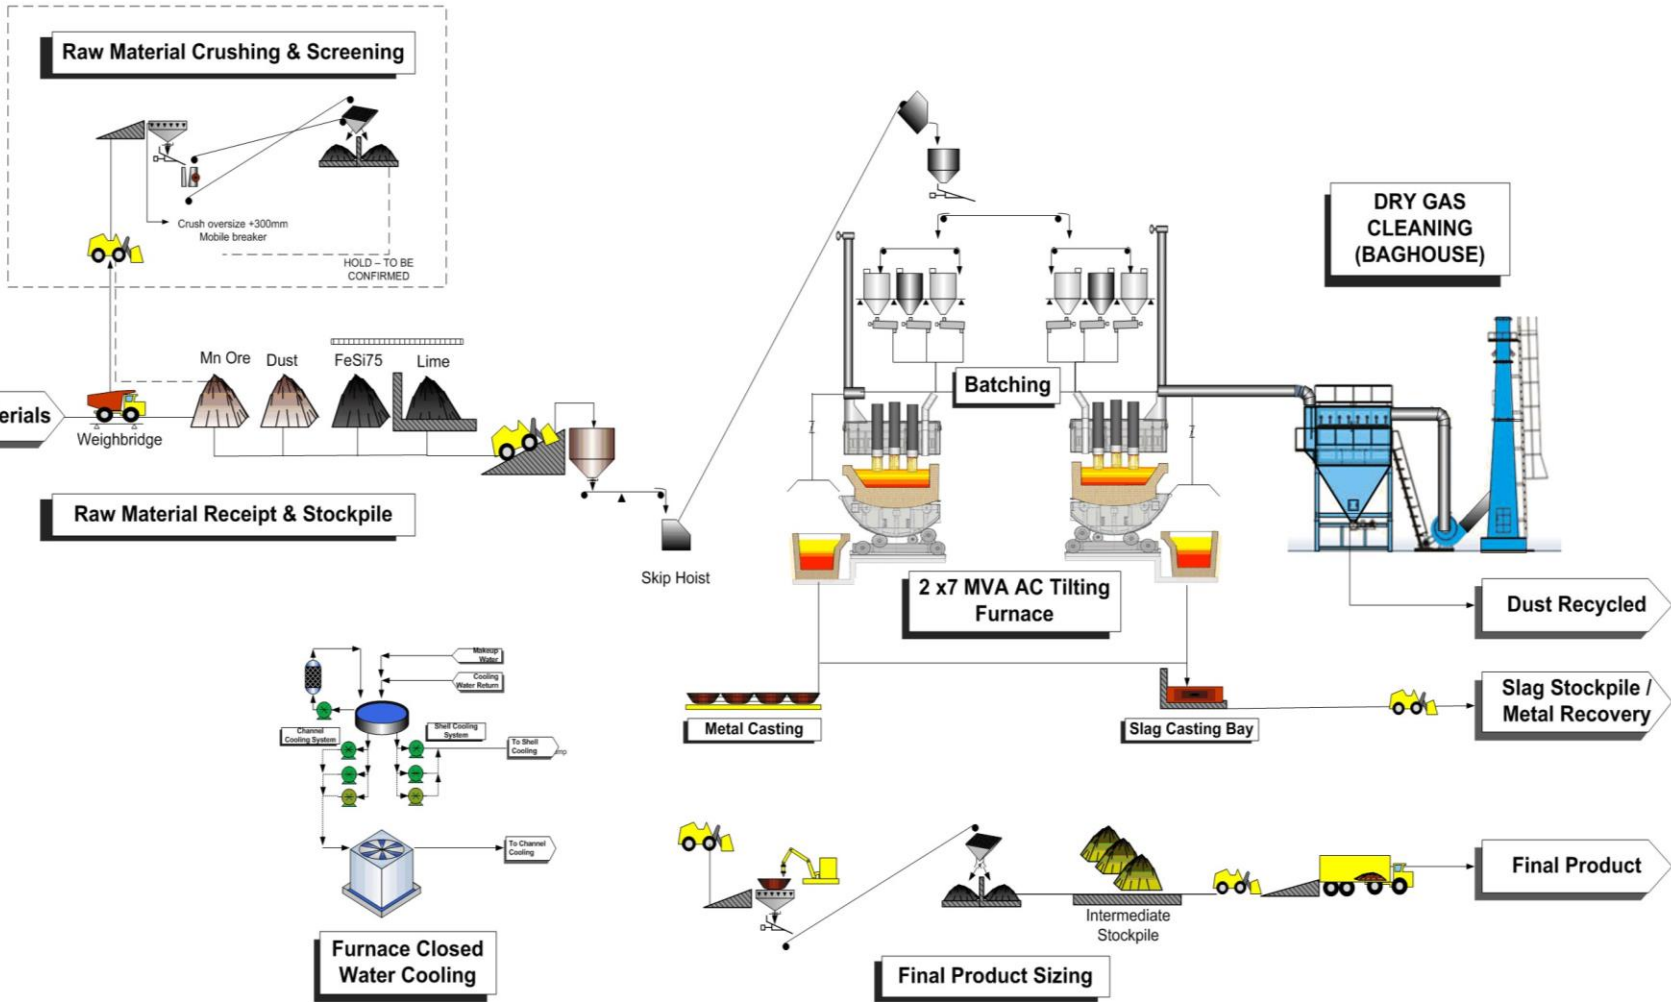 Raw Material Crushing & Screening
Crush oversize +300mm
Mobile breaker
HOLD – TO BE
CONFIRMED
Mn Ore
Dust
FeSi75
Lime
Weighbridge
Raw Material Receipt & Stockpile
Skip Hoist
Batching
2 x7 MVA AC Tilting
Furnace
DRY GAS
CLEANING
(BAGHOUSE)
Dust Recycled
Slag Stockpile /
Metal Recovery
Metal Casting
Slag Casting Bay
Makeup
Water
Cooling
Water Return
Channel
Cooling System
Shell Cooling
System
To Shell
Cooling
To Channel
Cooling
Furnace Closed
Water Cooling
Intermediate
Stockpile
Final Product Sizing
Final Product